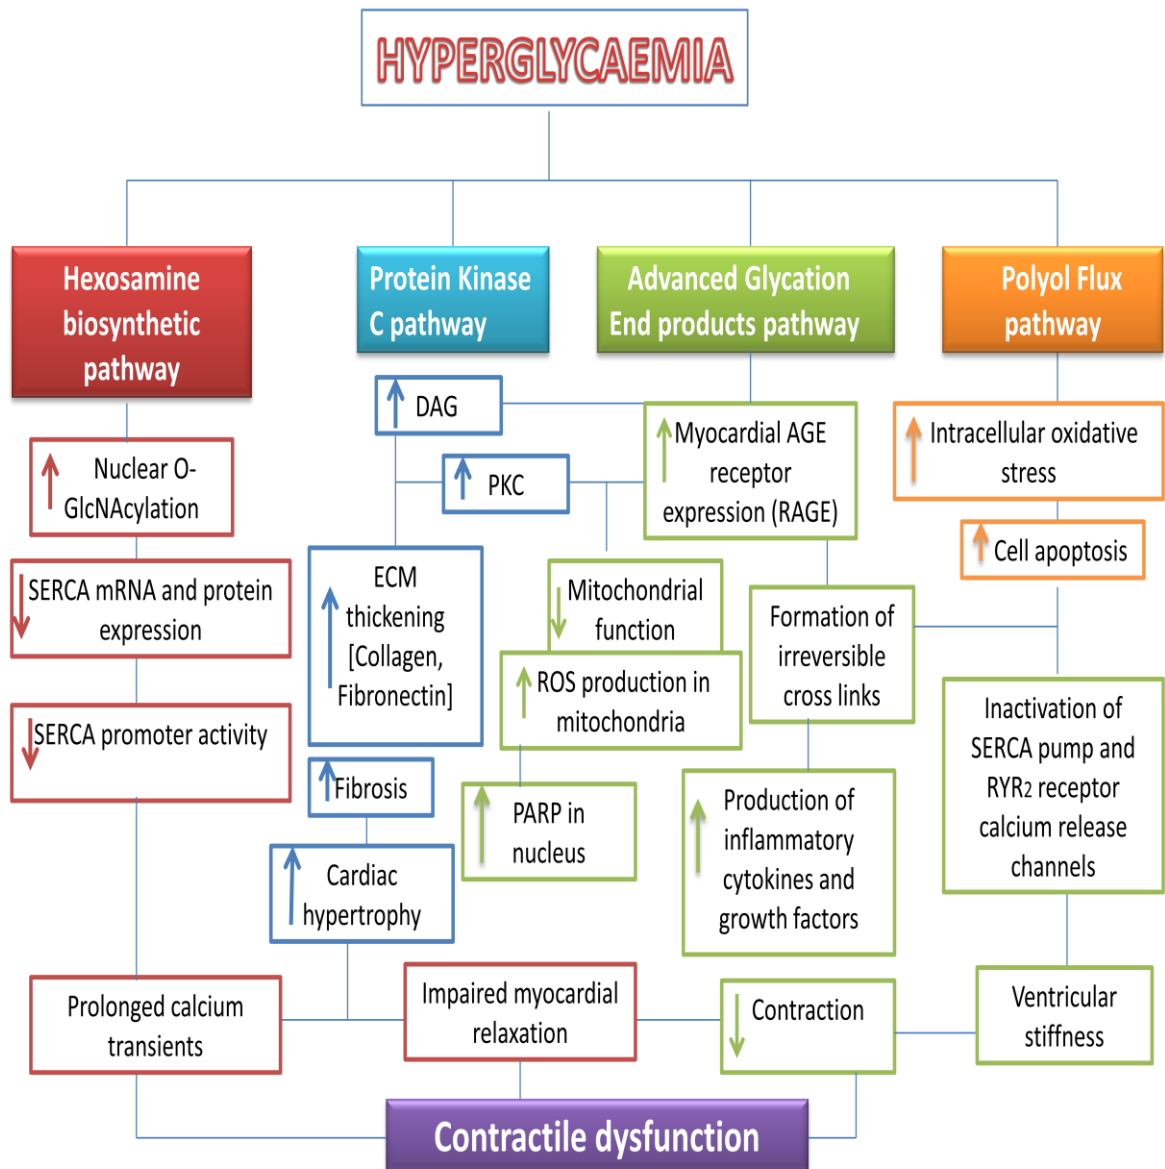 HYPERGLYCAEMIA
Hexosamine
biosynthetic
pathway
Protein Kinase
C pathway
Advanced Glycation
End products pathway
Polyol Flux
pathway
DAG
PKC
Nuclear O-
GlcNAcylation
SERCA mRNA and protein
expression
SERCA promoter activity
ECM
thickening
[Collagen,
Fibronectin]
Fibrosis
Cardiac
hypertrophy
Myocardial AGE
receptor
expression (RAGE)
Mitochondrial
function
ROS production in
mitochondria
PARP in
nucleus
Formation of
irreversible
cross links
Production of
inflammatory
cytokines and
growth factors
Intracellular oxidative
stress
Cell apoptosis
Inactivation of
SERCA pump and
RYR2 receptor
calcium release
channels
Prolonged calcium
transients
Impaired myocardial
relaxation
Contraction
Ventricular
stiffness
Contractile dysfunction